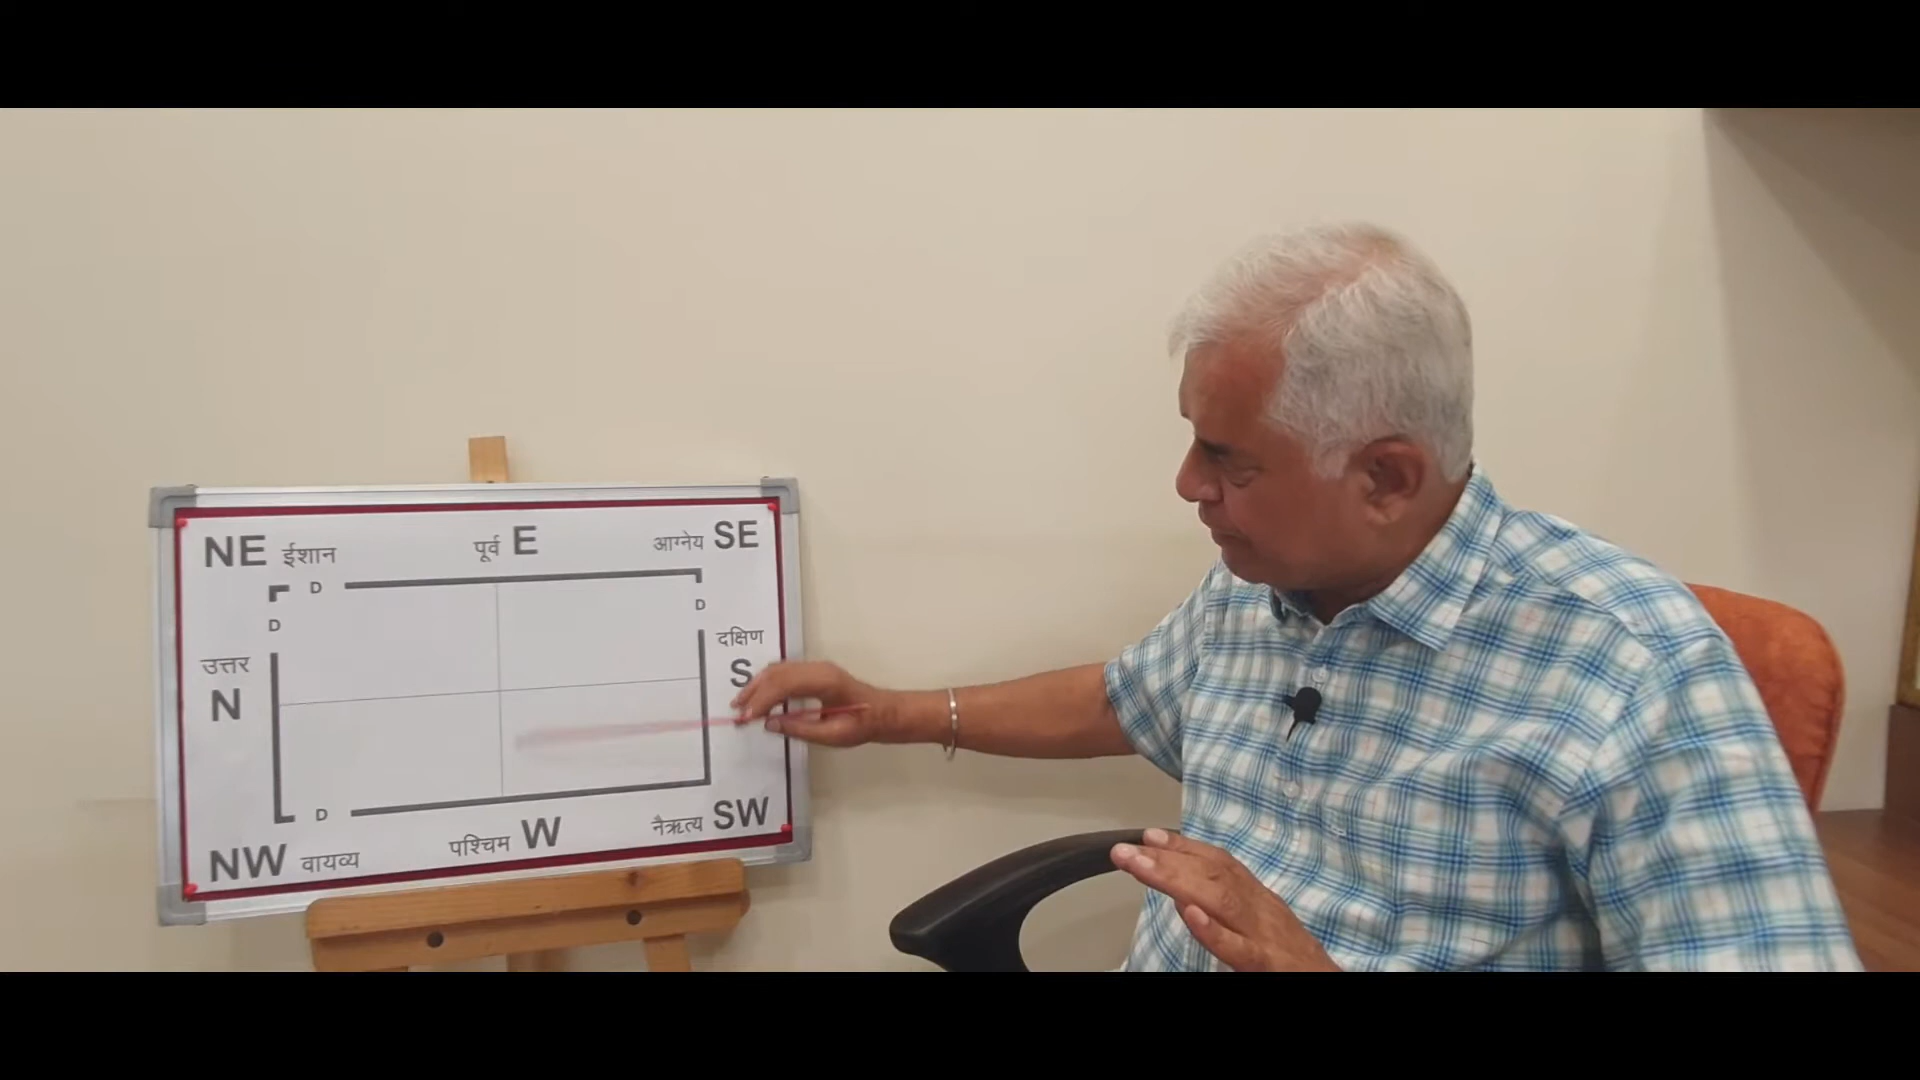 NE ईशान
पूर्व E
आग्नेय SE
D
D
D
दक्षिण
S
उत्तर
N
D
NW वायव्य
पश्चिम W
नैऋत्य SW